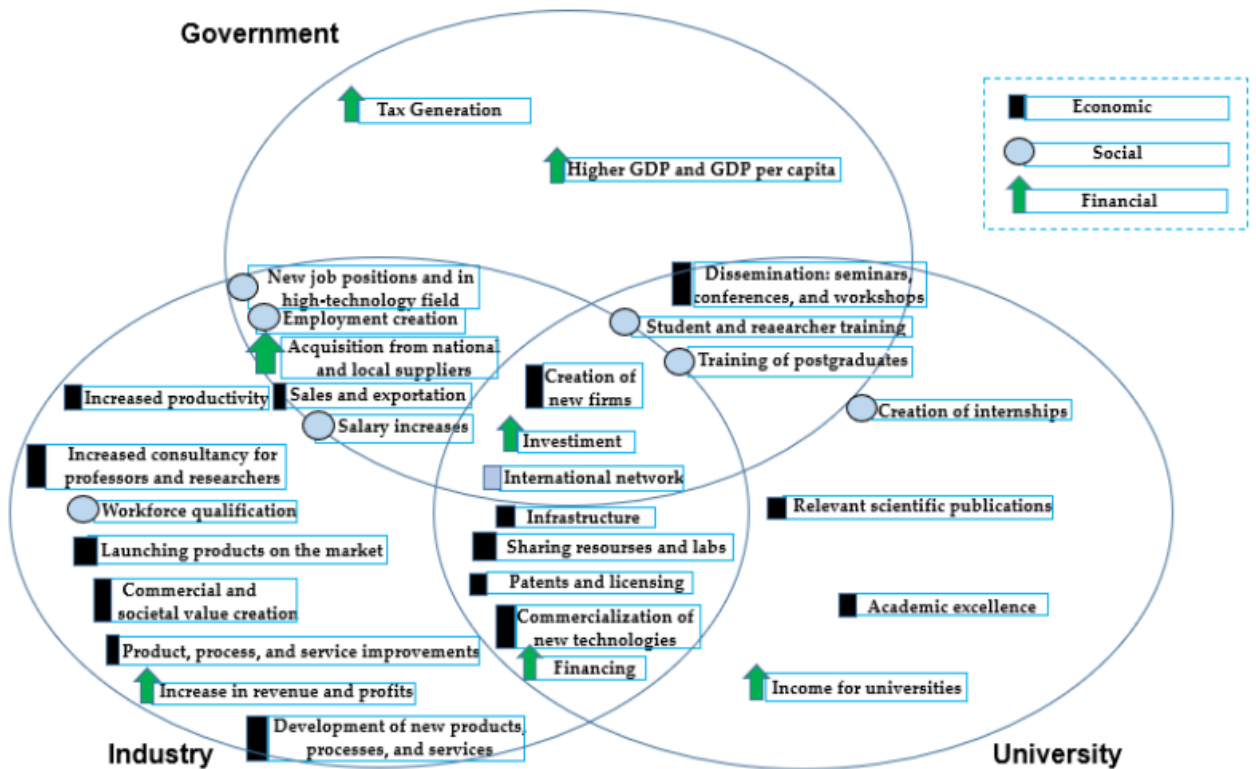 Government
Tax Generation
Higher GDP and GDP per capita
Economic
Social
Financial
New job positions and in
high-technology field
Employment creation
Acquisition from national
and local suppliers
Increased productivity
Sales and exportation
Salary increases
Dissemination: seminars,
conferences, and workshops
Student and reaearcher training
Training of postgraduates
Creation of
new firms
Investiment
International network
Creation of internships
Increased consultancy for
professors and researchers
Workforce qualification
Launching products on the market
Commercial and
societal value creation
Product, process, and service improvements
Increase in revenue and profits
Development of new products,
processes, and services
Infrastructure
Sharing resourses and labs
Patents and licensing
Commercialization of
new technologies
Financing
Relevant scientific publications
Academic excellence
Income for universities
Industry
University